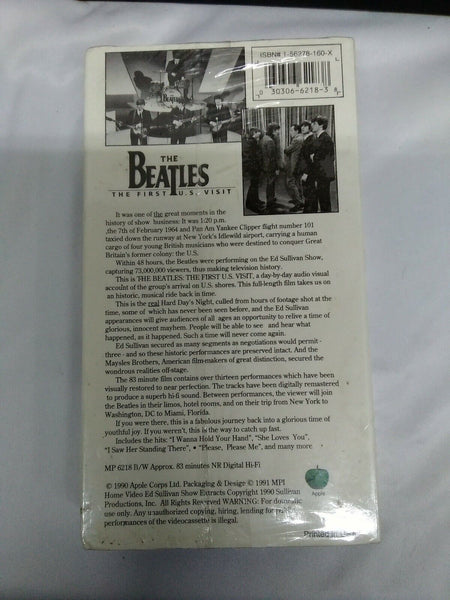 ISBN# 1-56278-160-X
0 30306-6218-3
BEATLES
THE
BEATLES
THE FIRST U.S. VISIT
It was one of the great moments in the
history of show business: It was 1:20 p.m.
the 7th of February 1964 and Pan Am Yankee Clipper flight number 101
taxied down the runway at New York's Idlewild airport, carrying a human
cargo of four young British musicians who were destined to conquer Great
Britain's former colony: the U.S.
Within 48 hours, the Beatles were performing on the Ed Sullivan Show,
capturing 73,000,000 viewers, thus making television history.
This is THE BEATLES: THE FIRST U.S. VISIT, a day-by-day audio visual
account of the group's arrival on U.S. shores. This full-length film takes us on
an historic, musical ride back in time.
This is the real Hard Day's Night, culled from hours of footage shot at the
time, some of which has never been seen before, and the Ed Sullivan
appearances will give audiences of all ages an opportunity to relive a time of
glorious, innocent mayhem. People will be able to see and hear what
happened, as it happened. Such a time will never come again.
Ed Sullivan secured as many segments as negotiations would permit-
three - and so these historic performances are preserved intact. And the
Maysles Brothers, American film-makers of great distinction, secured the
wondrous realities off-stage.
The 83 minute film contains over thirteen performances which have been
visually restored to near perfection. The tracks have been digitally remastered
to produce a superb hi-fi sound. Between performances, the viewer will join
the Beatles in their limos, hotel rooms, and on their trip from New York to
Washington, DC to Miami, Florida.
If you were there, this is a fabulous journey back into a glorious time of
youthful joy. If you weren't, this is the way to catch up fast.
Includes the hits: "I Wanna Hold Your Hand", "She Loves You",
"I Saw Her Standing There", "Please, Please Me", and many more
MP 6218 B/W Approx. 83 minutes NR Digital Hi-Fi
© 1990 Apple Corps Ltd. Packaging & Design © 1991 MPI
Home Video Ed Sullivan Show Extracts Copyright 1990 Sullivan
Productions, Inc. All Rights Reserved WARNING: For domestic
use only. Any unauthorized copying, hiring, lending
performances of the videocassette is illegal.
Apple
Printed in